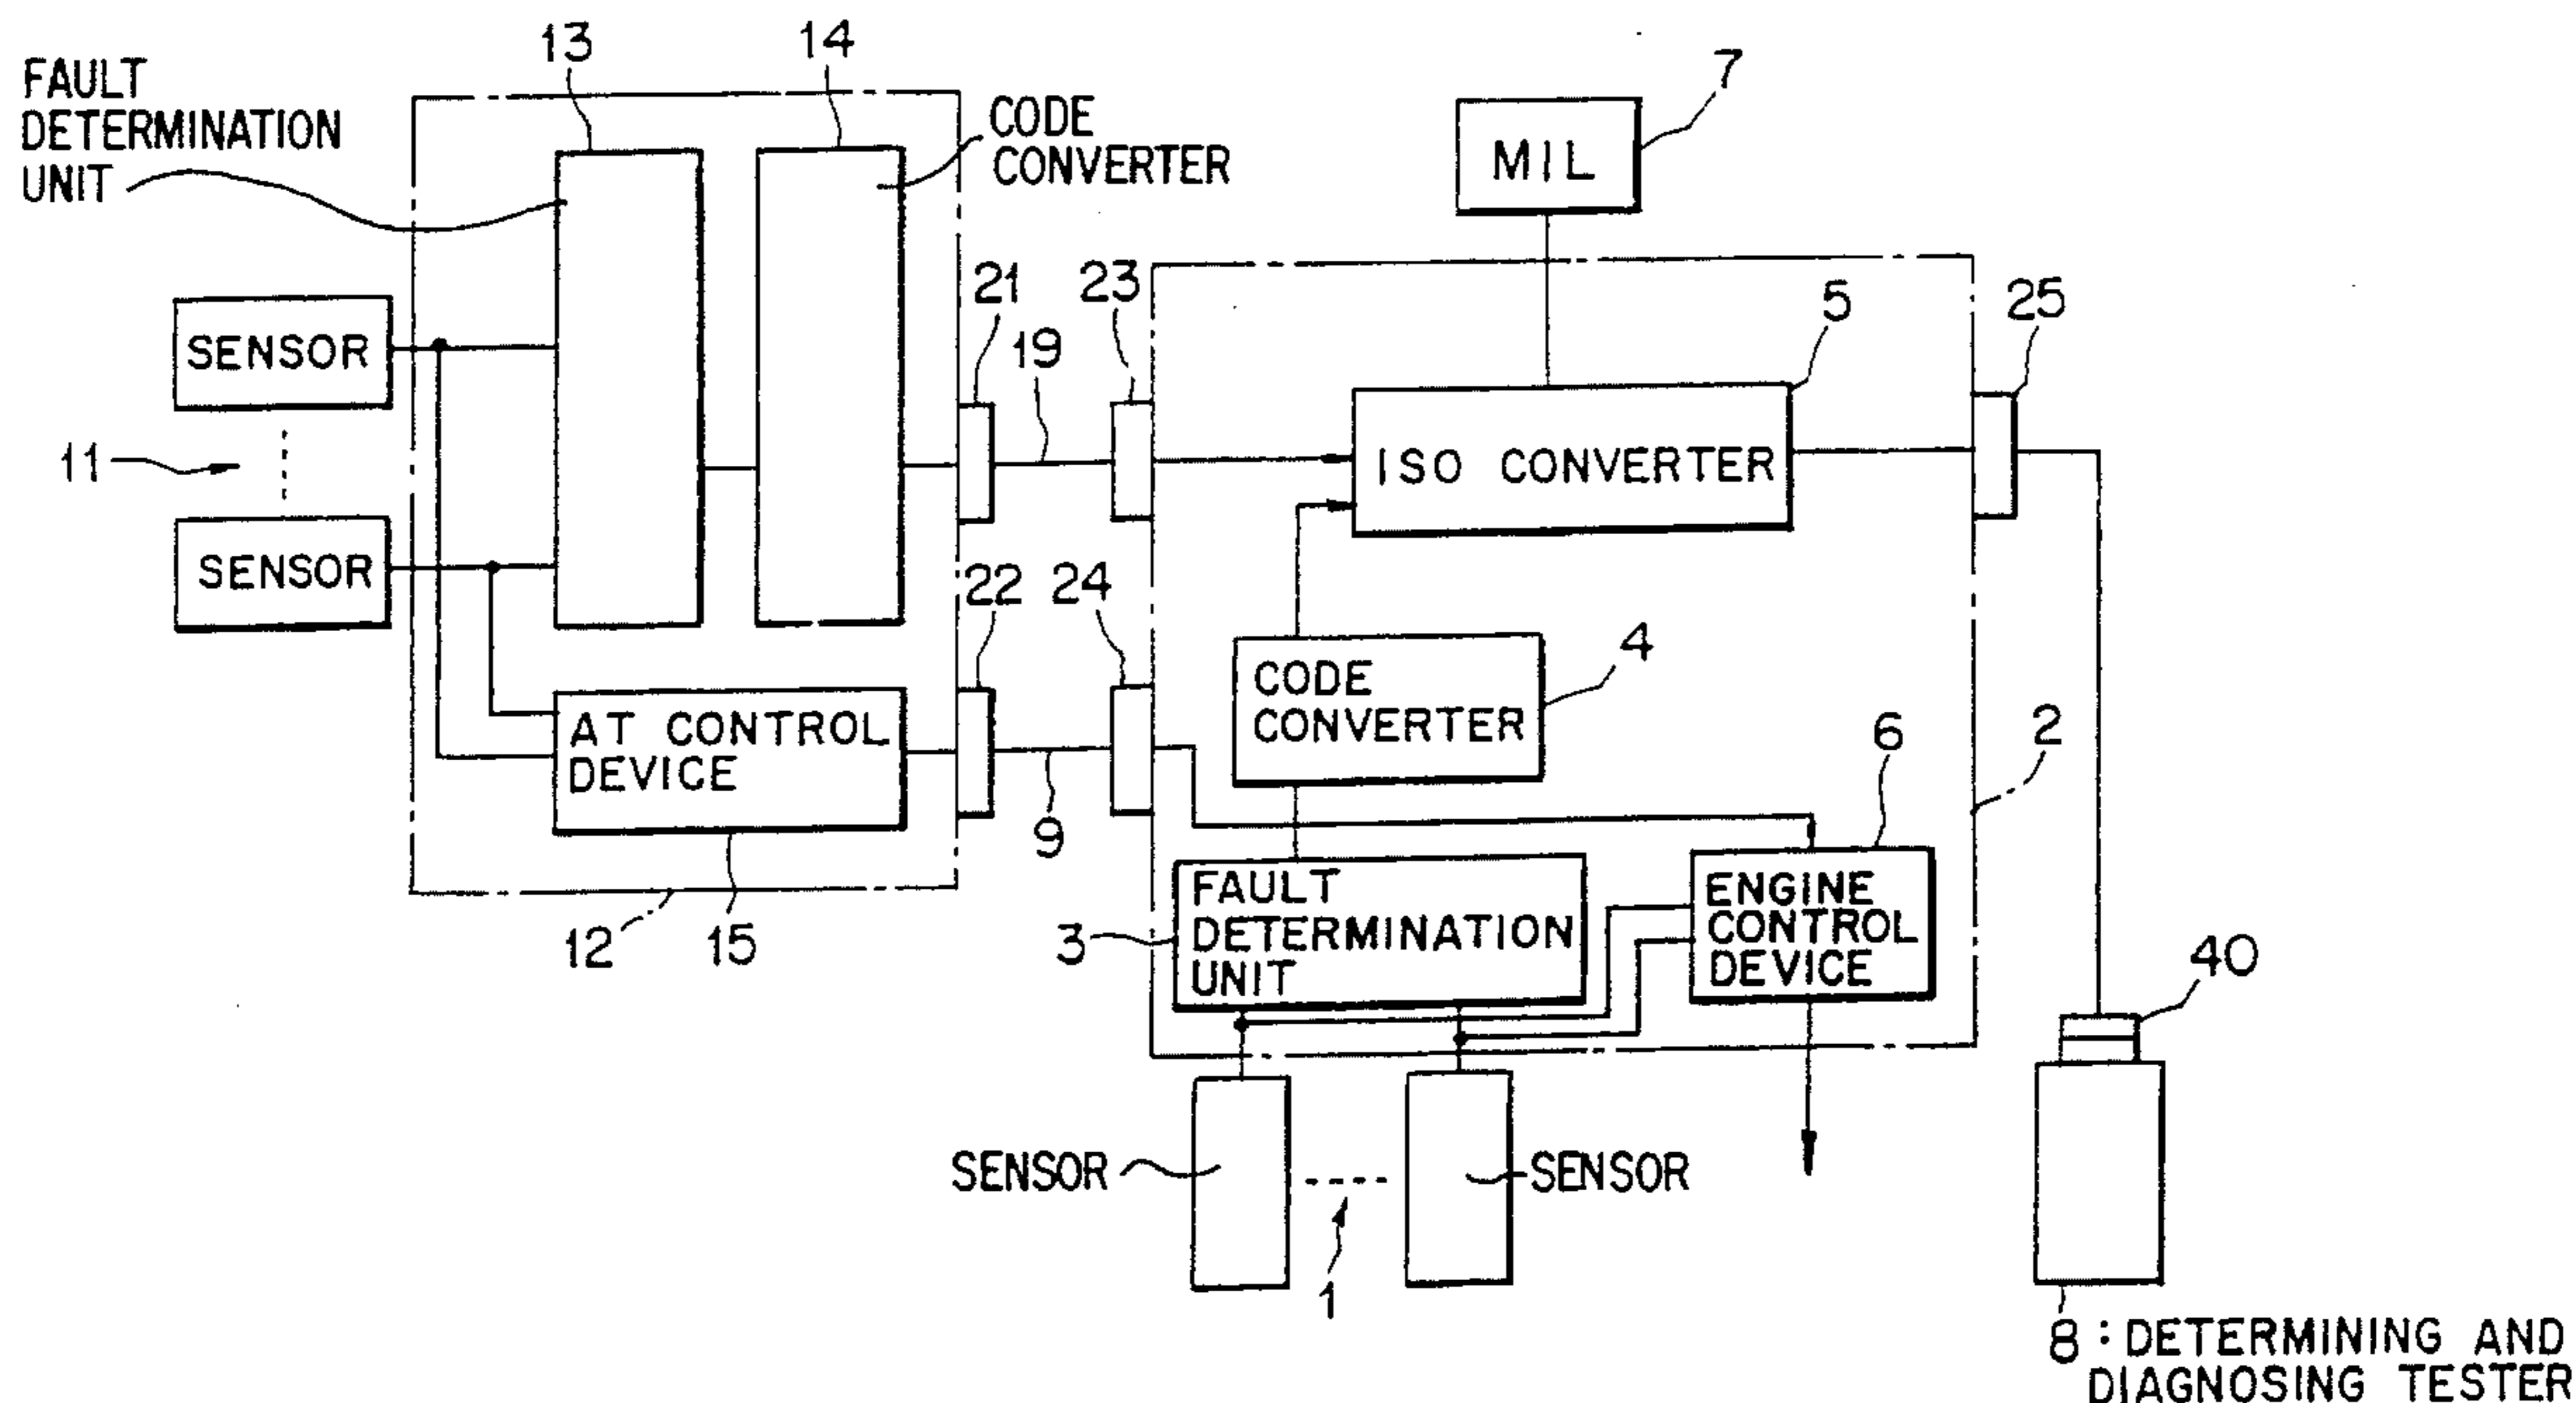 13
14
7
FAULT
DETERMINATION
UNIT
CODE
CONVERTER
MIL
21
23
5
25
19
SENSOR
11
ISO CONVERTER
SENSOR
22
24
4
CODE
CONVERTER
6
2
AT CONTROL
DEVICE
9
12
15
3
FAULT
DETERMINATION
UNIT
ENGINE
CONTROL
DEVICE
40
SENSOR
SENSOR
1
8 : DETERMINING AND
DIAGNOSING TESTER